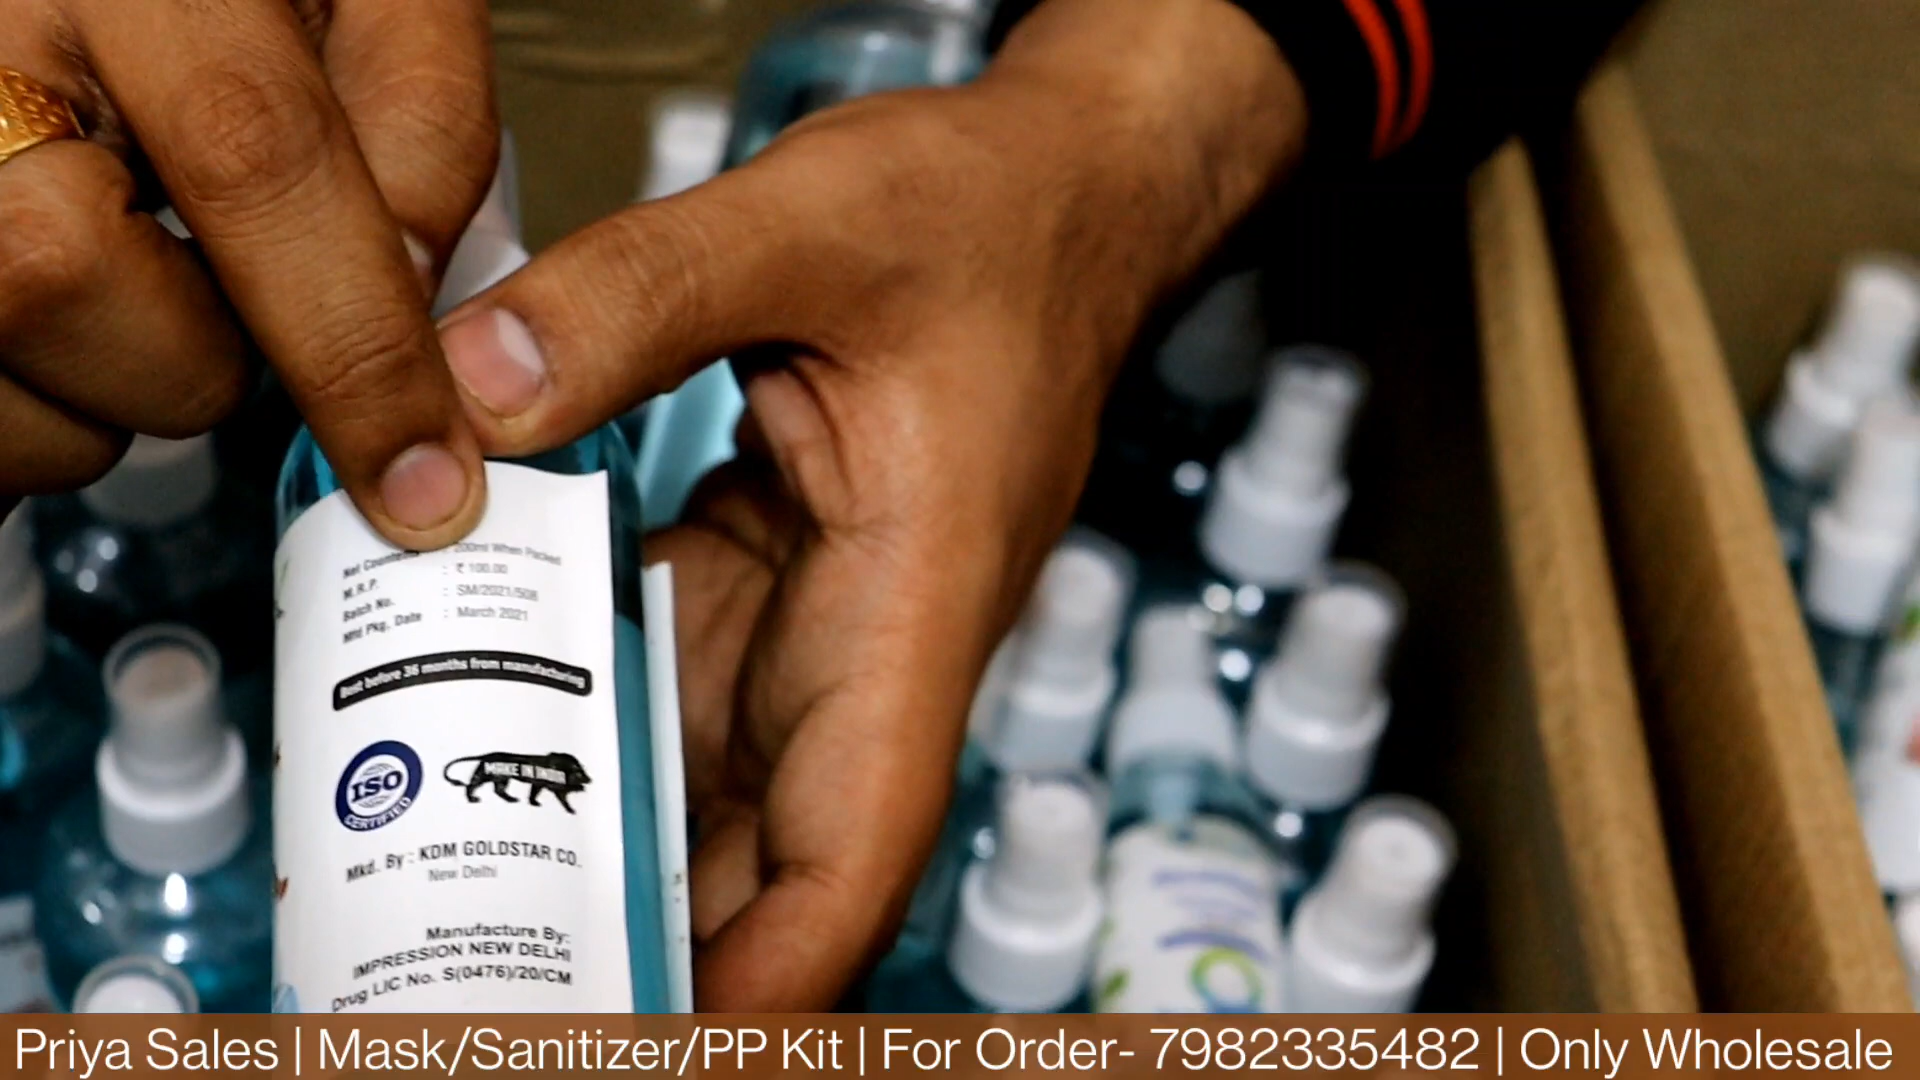 Net Contents : 200ml When Packed
M.R.P. : ₹ 100.00
Batch No. : SM/2021/508
Mfd Pkg. Date : March 2021
Best before 36 months from manufacturing
ISO
CERTIFIED
MAKE IN INDIA
Mkd. By : KDM GOLDSTAR CO.
New Delhi
Manufacture By:
IMPRESSION NEW DELHI
Drug LIC No. S(0476)/20/CM
Priya Sales | Mask/Sanitizer/PP Kit | For Order- 7982335482 | Only Wholesale